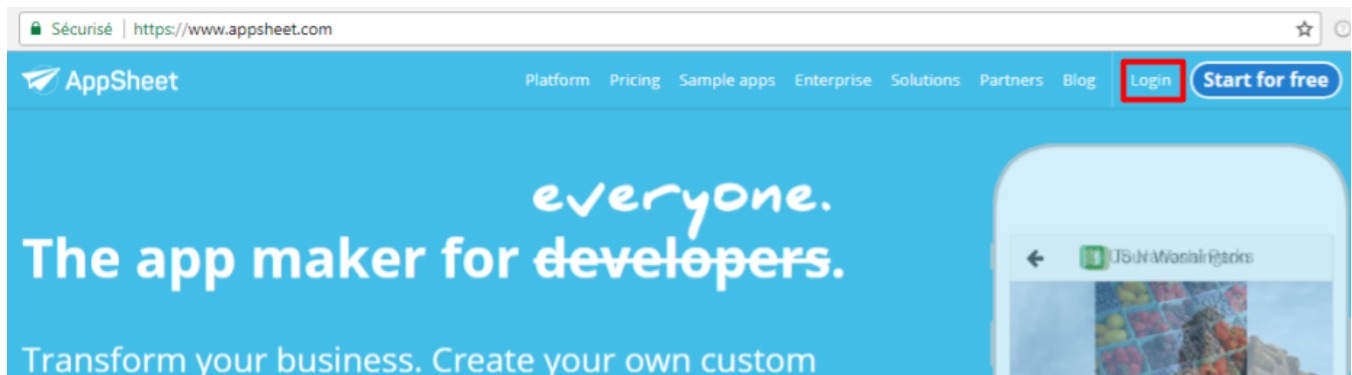 Sécurisé | https://www.appsheet.com
AppSheet Platform Pricing Sample apps Enterprise Solutions Partners Blog Login Start for free
everyone.
The app maker for developers.
Transform your business. Create your own custom